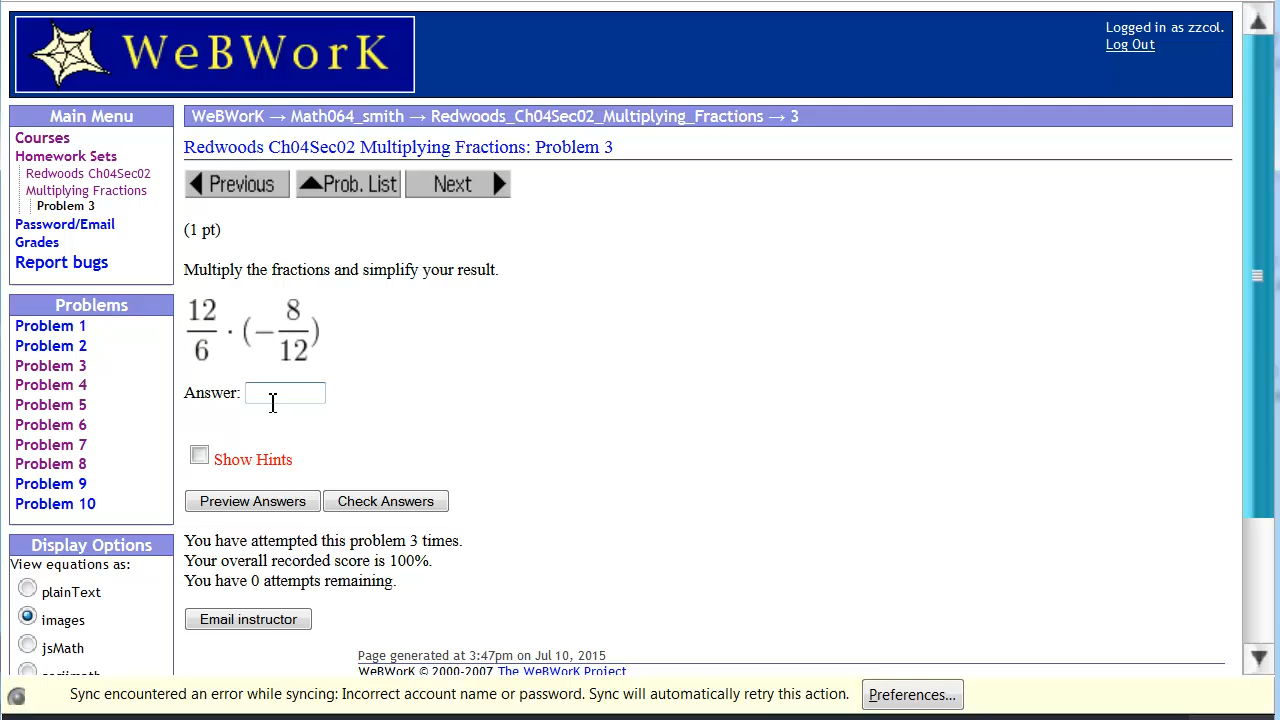 WeBWorK
Logged in as zzcol.
Log Out
Main Menu
Courses
Homework Sets
Redwoods Ch04Sec02
Multiplying Fractions
Problem 3
Password/Email
Grades
Report bugs
Problems
Problem 1
Problem 2
Problem 3
Problem 4
Problem 5
Problem 6
Problem 7
Problem 8
Problem 9
Problem 10
Display Options
View equations as:
plainText
images
jsMath
WeBWorK → Math064_smith → Redwoods_Ch04Sec02_Multiplying_Fractions → 3
Redwoods Ch04Sec02 Multiplying Fractions: Problem 3
Previous Prob. List Next
(1 pt)
Multiply the fractions and simplify your result.
12/6 · (−8/12)
Answer:
Show Hints
Preview Answers Check Answers
You have attempted this problem 3 times.
Your overall recorded score is 100%.
You have 0 attempts remaining.
Email instructor
Page generated at 3:47pm on Jul 10, 2015
WeBWorK © 2000-2007 The WeBWorK Project
Sync encountered an error while syncing: Incorrect account name or password. Sync will automatically retry this action. Preferences...